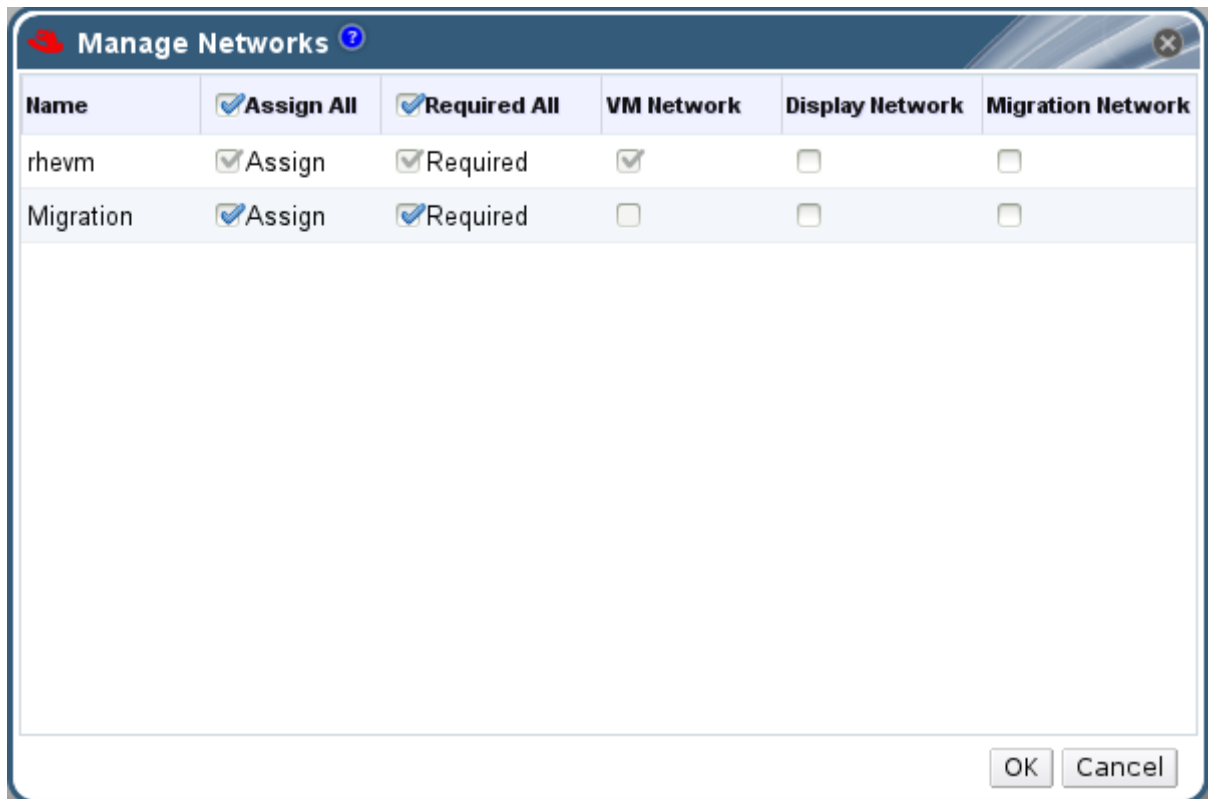 Manage Networks ?
Name Assign All Required All VM Network Display Network Migration Network
rhevm Assign Required
Migration Assign Required
OK Cancel